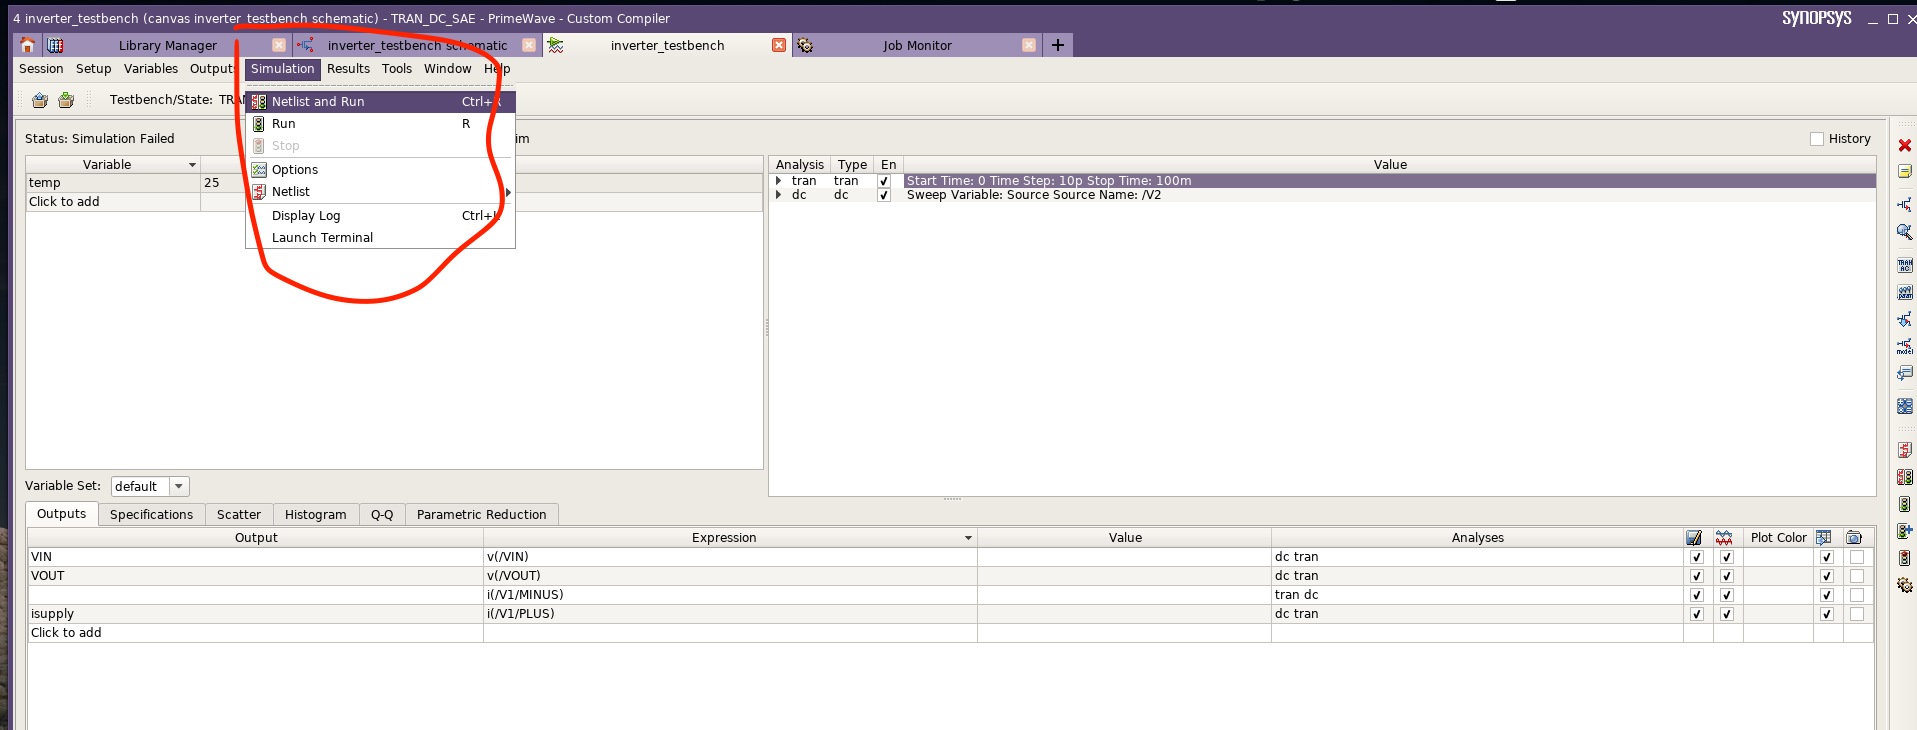 4 inverter_testbench (canvas inverter_testbench schematic) - TRAN_DC_SAE - PrimeWave - Custom Compiler
SYNOPSYS
Library Manager
inverter_testbench schematic
inverter_testbench
Job Monitor
Session Setup Variables Outputs Simulation Results Tools Window Help
Testbench/State: TRAN
Netlist and Run Ctrl+
Run R
Stop
Options
Netlist
Display Log Ctrl+L
Launch Terminal
Status: Simulation Failed
im
History
Variable
temp 25
Click to add
Analysis Type En Value
tran tran Start Time: 0 Time Step: 10p Stop Time: 100m
dc dc Sweep Variable: Source Source Name: /V2
Variable Set: default
Outputs Specifications Scatter Histogram Q-Q Parametric Reduction
Output Expression Value Analyses Plot Color
VIN v(/VIN) dc tran
VOUT v(/VOUT) dc tran
i(/V1/MINUS) tran dc
isupply i(/V1/PLUS) dc tran
Click to add